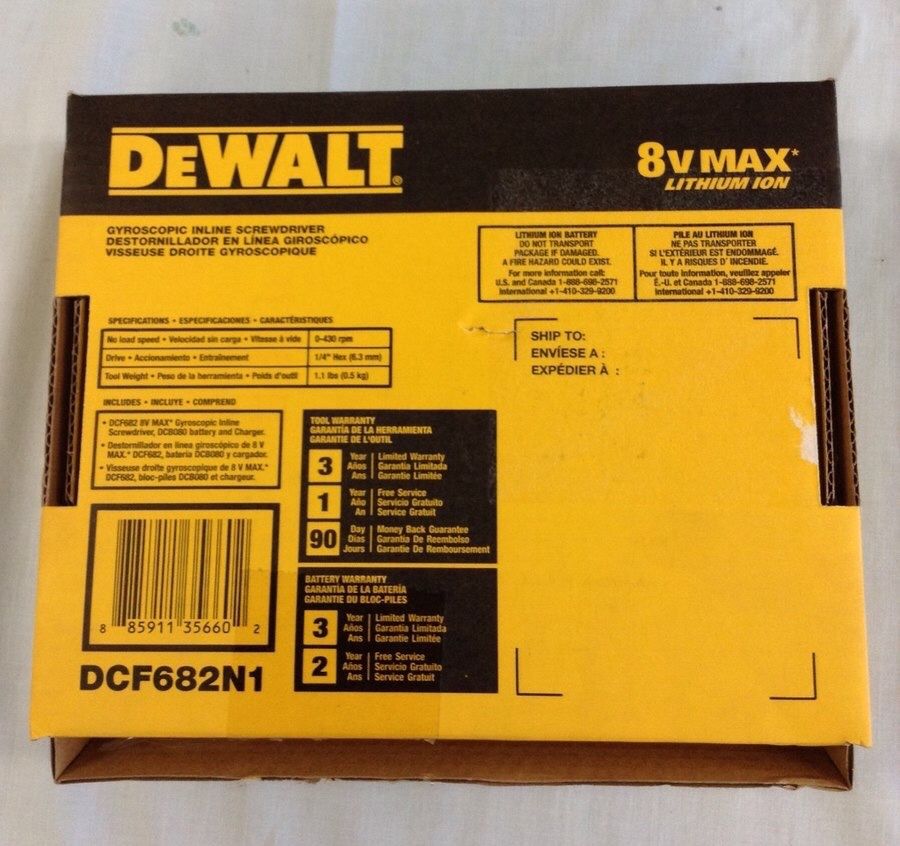 DEWALT®
8V MAX*
LITHIUM ION
GYROSCOPIC INLINE SCREWDRIVER
DESTORNILLADOR EN LÍNEA GIROSCÓPICO
VISSEUSE DROITE GYROSCOPIQUE
LITHIUM ION BATTERY
DO NOT TRANSPORT
PACKAGE IF DAMAGED.
A FIRE HAZARD COULD EXIST.
For more information call:
U.S. and Canada 1-888-698-2571
International +1-410-329-9200
PILE AU LITHIUM ION
NE PAS TRANSPORTER
SI L'EXTÉRIEUR EST ENDOMMAGÉ.
IL Y A RISQUES D' INCENDIE.
Pour toute information, veuillez appeler
É.-U. et Canada 1-888-698-2571
International +1-410-329-9200
SPECIFICATIONS • ESPECIFICACIONES • CARACTÉRISTIQUES
No load speed • Velocidad sin carga • Vitesse à vide 0-430 rpm
Drive • Accionamiento • Entraînement 1/4" Hex (6.3 mm)
Tool Weight • Peso de la herramienta • Poids d'outil 1.1 lbs (0.5 kg)
SHIP TO:
ENVÍESE A :
EXPÉDIER À :
INCLUDES • INCLUYE • COMPREND
• DCF682 8V MAX* Gyroscopic Inline
Screwdriver, DCB080 battery and Charger.
• Destornillador en línea giroscópico de 8 V
MAX.* DCF682, batería DCB080 y cargador.
• Visseuse droite gyroscopique de 8 V MAX.*
DCF682, bloc-piles DCB080 et chargeur.
TOOL WARRANTY
GARANTÍA DE LA HERRAMIENTA
GARANTIE DE L'OUTIL
3 Year Limited Warranty
Años Garantía Limitada
Ans Garantie Limitée
1 Year Free Service
Año Servicio Gratuito
An Service Gratuit
90 Day Money Back Guarantee
Días Garantía De Reembolso
Jours Garantie De Remboursement
BATTERY WARRANTY
GARANTÍA DE LA BATERÍA
GARANTIE DU BLOC-PILES
3 Year Limited Warranty
Años Garantía Limitada
Ans Garantie Limitée
2 Year Free Service
Años Servicio Gratuito
Ans Service Gratuit
8 85911 35660 2
DCF682N1